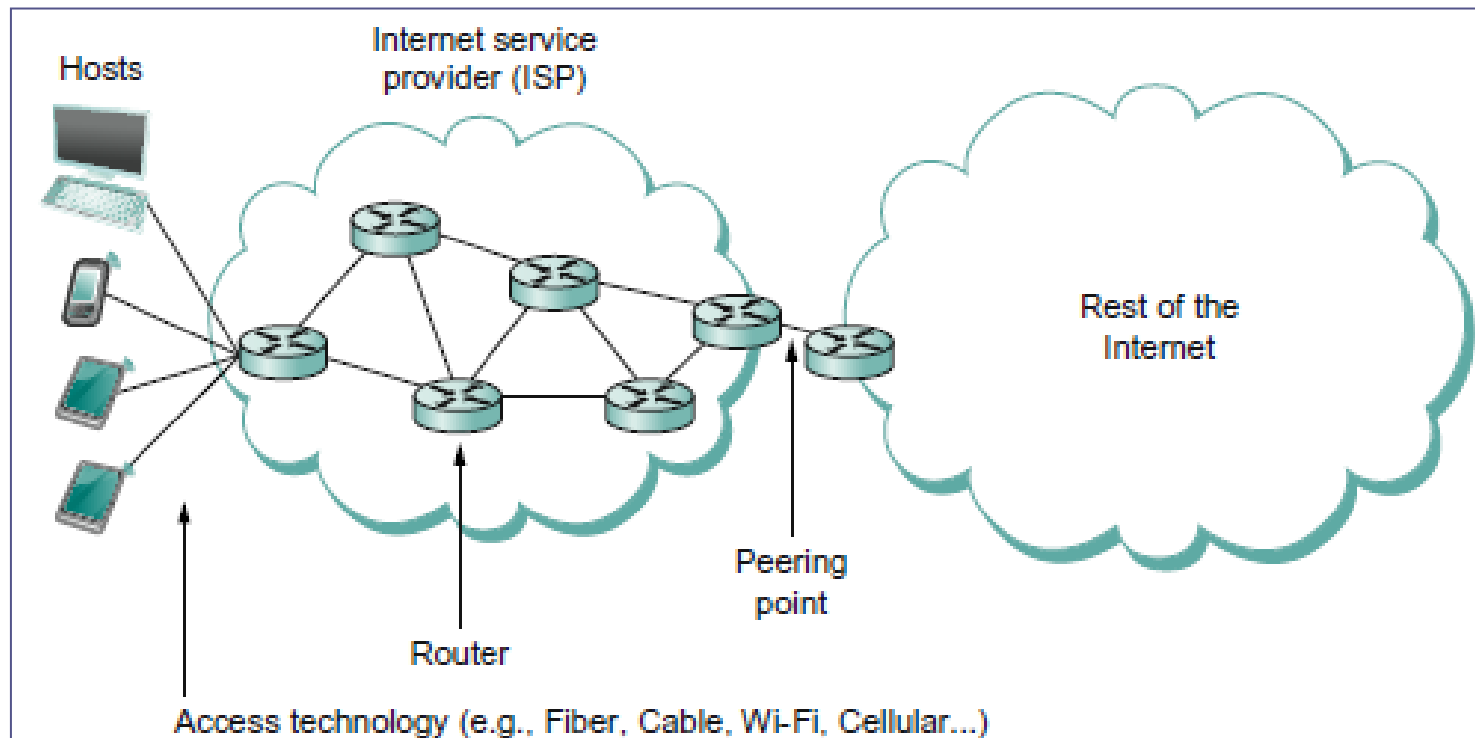 Internet service
provider (ISP)
Hosts
Rest of the
Internet
Peering
point
Router
Access technology (e.g., Fiber, Cable, Wi-Fi, Cellular...)